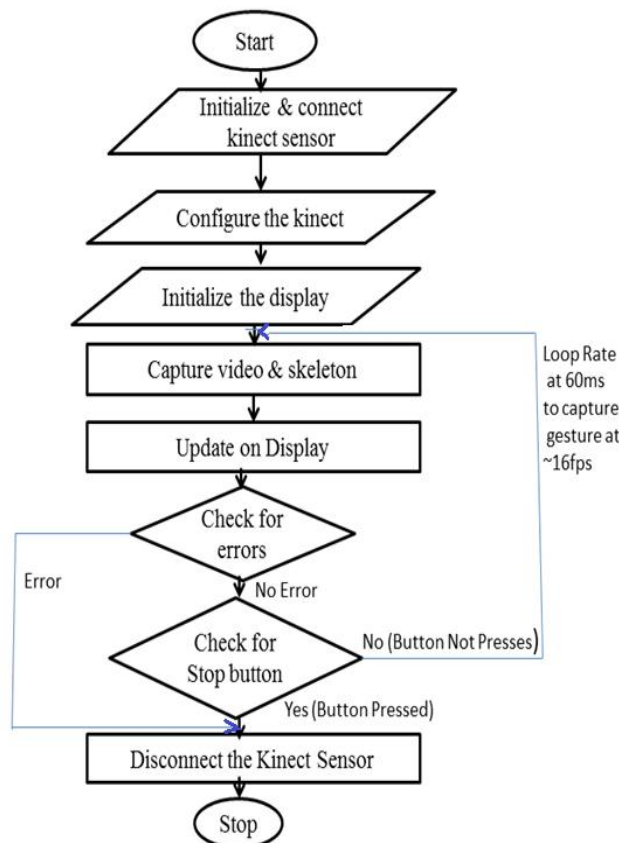 Start
Initialize & connect
kinect sensor
Configure the kinect
Initialize the display
Capture video & skeleton
Loop Rate
at 60ms
to capture
gesture at
~16fps
Update on Display
Check for
errors
Error
No Error
Check for
Stop button
No (Button Not Presses)
Yes (Button Pressed)
Disconnect the Kinect Sensor
Stop